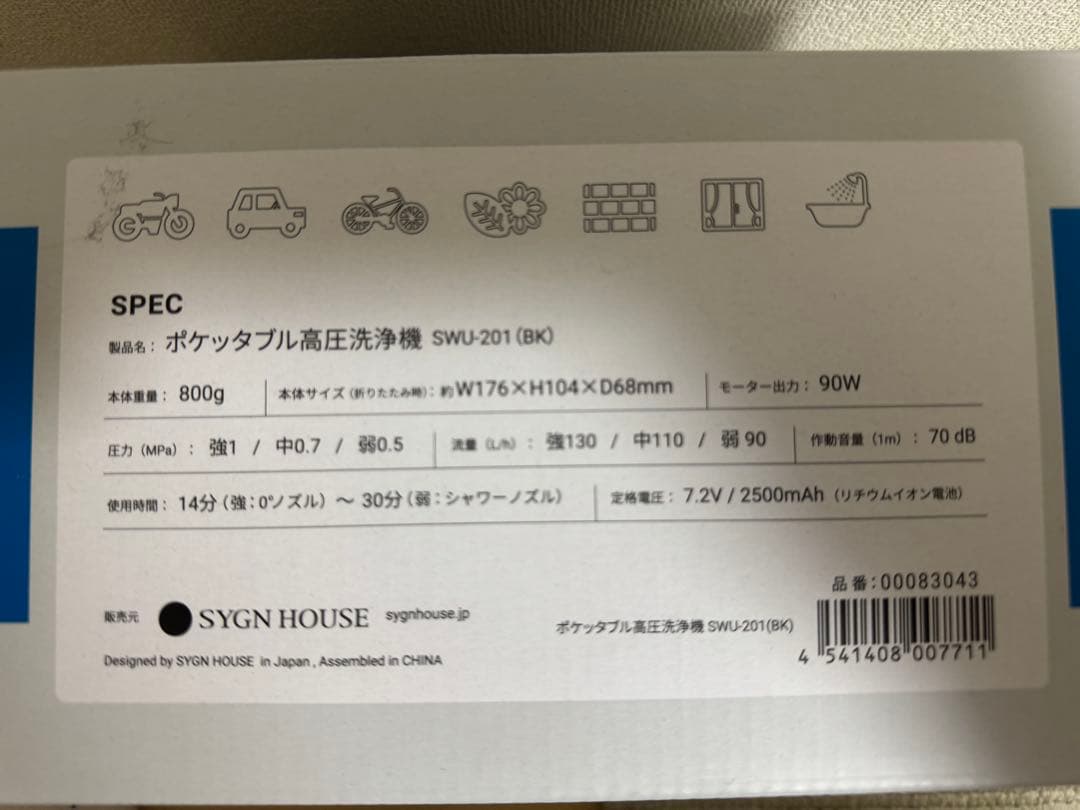 SPEC
製品名： ポケッタブル高圧洗浄機 SWU-201（BK）
本体重量： 800g 本体サイズ（折りたたみ時）：約W176×H104×D68mm モーター出力： 90W
圧力（MPa）： 強1 / 中0.7 / 弱0.5 流量（L/h）： 強130 / 中110 / 弱 90 作動音量（1m）： 70 dB
使用時間： 14分（強：0°ノズル）～ 30分（弱：シャワーノズル） 定格電圧： 7.2V / 2500mAh（リチウムイオン電池）
品番：00083043
販売元 SYGN HOUSE sygnhouse.jp ポケッタブル高圧洗浄機 SWU-201(BK)
4 541408 007711
Designed by SYGN HOUSE in Japan , Assembled in CHINA